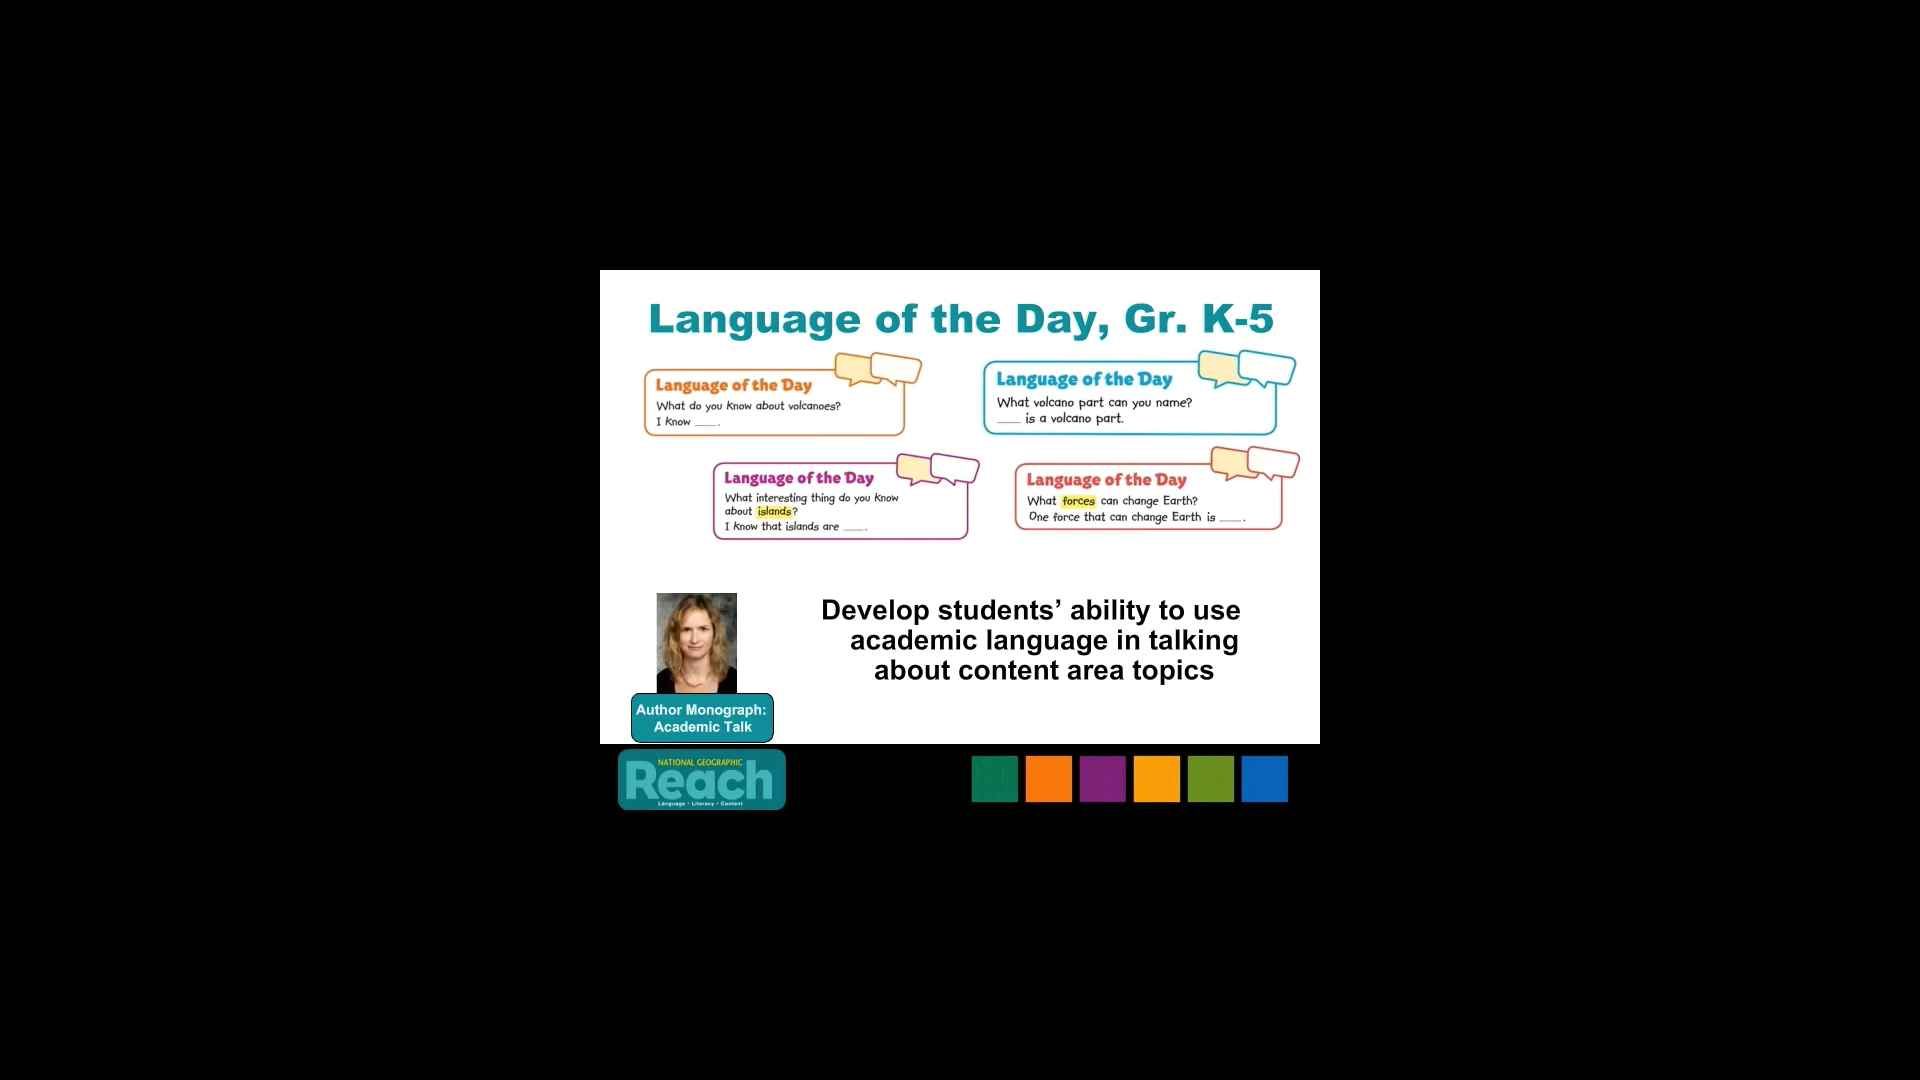 Language of the Day, Gr. K-5
Language of the Day
What do you know about volcanoes?
I know ____.
Language of the Day
What volcano part can you name?
____ is a volcano part.
Language of the Day
What interesting thing do you know
about islands?
I know that islands are ____.
Language of the Day
What forces can change Earth?
One force that can change Earth is ____.
Develop students’ ability to use
academic language in talking
about content area topics
Author Monograph:
Academic Talk
NATIONAL GEOGRAPHIC
Reach
Language • Literacy • Content